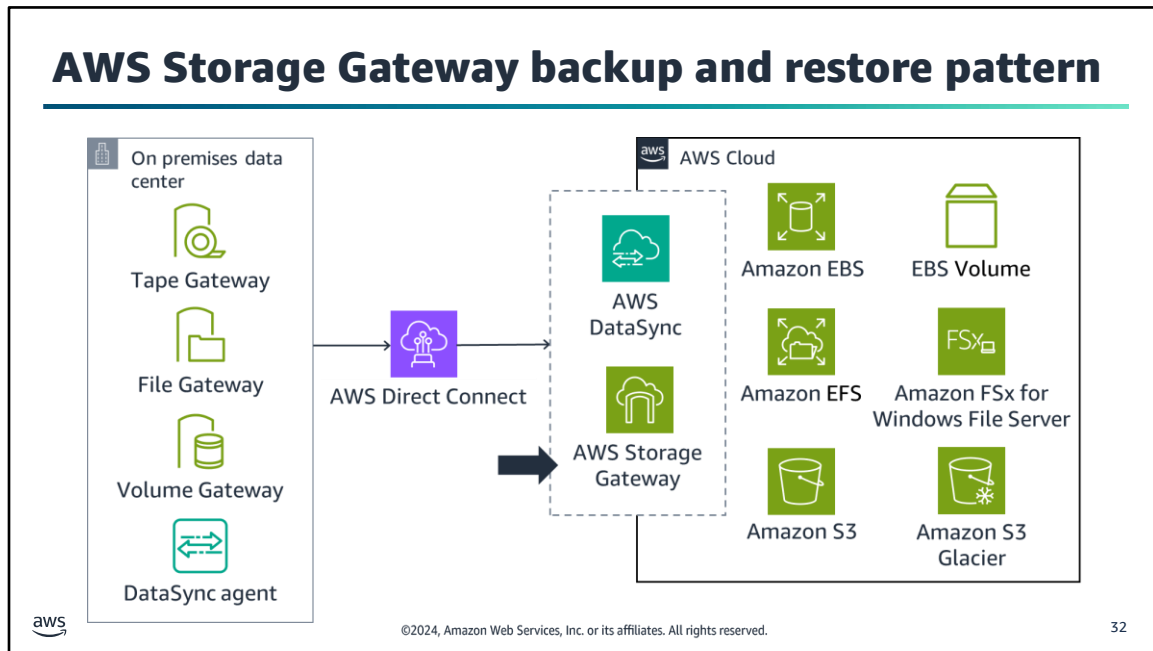 AWS Storage Gateway backup and restore pattern
On premises data
center
Tape Gateway
File Gateway
Volume Gateway
DataSync agent
AWS Direct Connect
aws
AWS Cloud
AWS
DataSync
AWS Storage
Gateway
Amazon EBS
EBS Volume
Amazon EFS
FSx
Amazon FSx for
Windows File Server
Amazon S3
Amazon S3
Glacier
aws
©2024, Amazon Web Services, Inc. or its affiliates. All rights reserved.
32